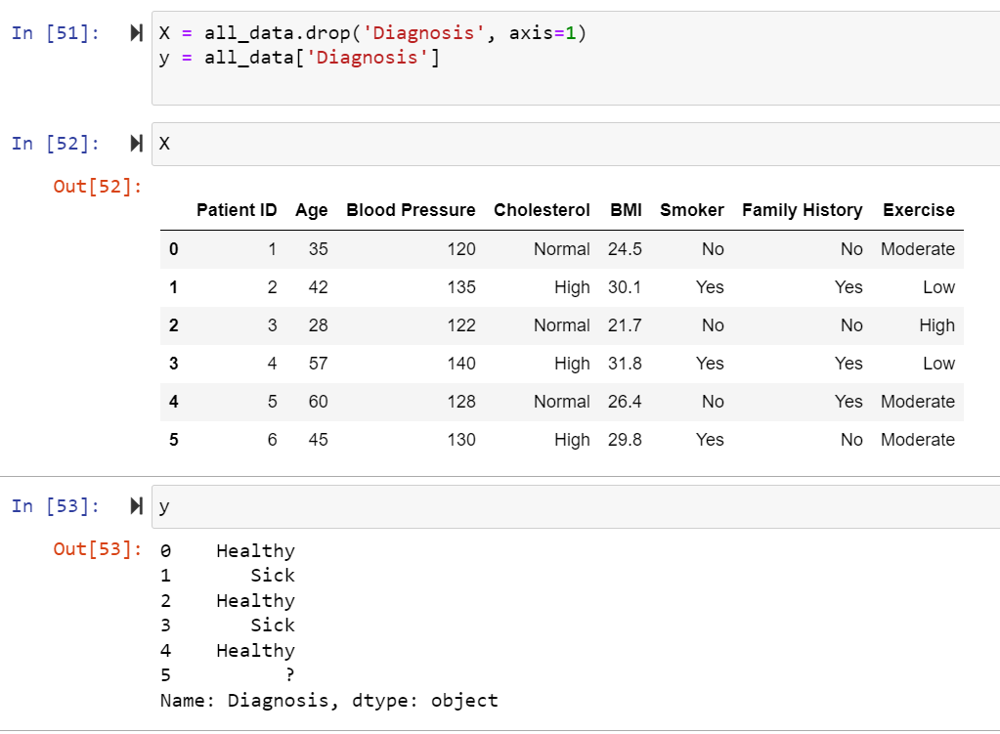 In [51]: X = all_data.drop('Diagnosis', axis=1)
y = all_data['Diagnosis']
In [52]: X
Out[52]:
Patient ID Age Blood Pressure Cholesterol BMI Smoker Family History Exercise
0 1 35 120 Normal 24.5 No No Moderate
1 2 42 135 High 30.1 Yes Yes Low
2 3 28 122 Normal 21.7 No No High
3 4 57 140 High 31.8 Yes Yes Low
4 5 60 128 Normal 26.4 No Yes Moderate
5 6 45 130 High 29.8 Yes No Moderate
In [53]: y
Out[53]: 0 Healthy
1 Sick
2 Healthy
3 Sick
4 Healthy
5 ?
Name: Diagnosis, dtype: object